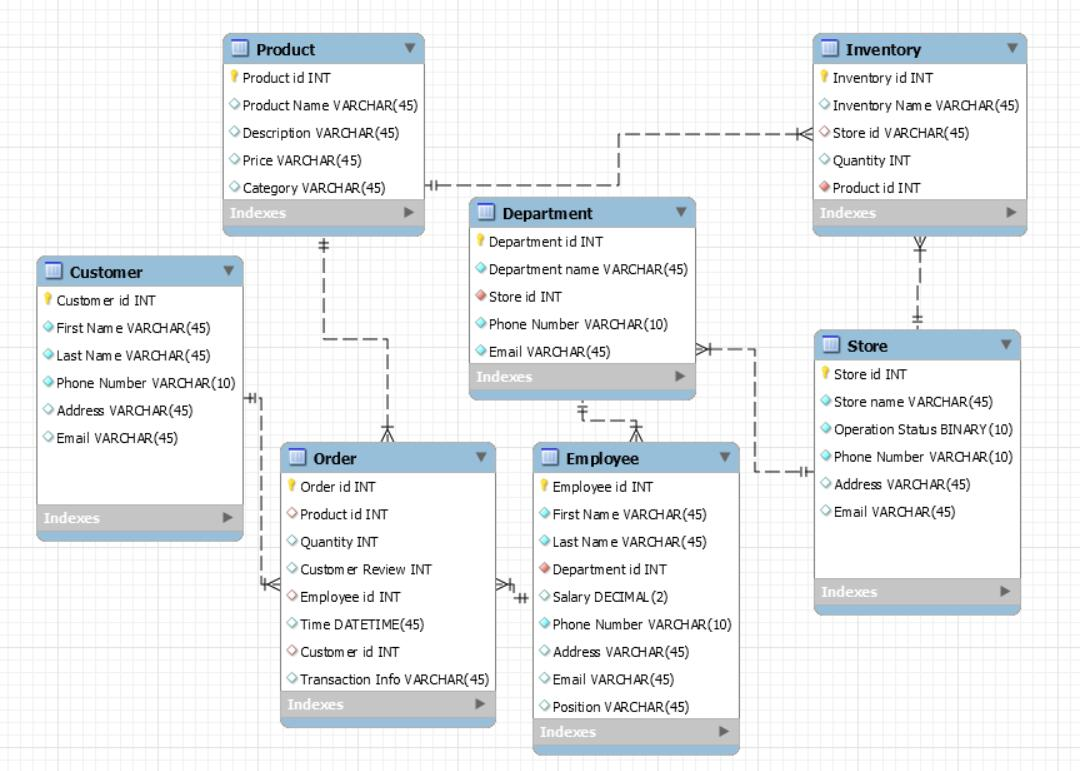 Product
Product id INT
Product Name VARCHAR(45)
Description VARCHAR(45)
Price VARCHAR(45)
Category VARCHAR(45)
Indexes
Inventory
Inventory id INT
Inventory Name VARCHAR(45)
Store id VARCHAR(45)
Quantity INT
Product id INT
Indexes
Department
Department id INT
Department name VARCHAR(45)
Store id INT
Phone Number VARCHAR(10)
Email VARCHAR(45)
Indexes
Customer
Customer id INT
First Name VARCHAR(45)
Last Name VARCHAR(45)
Phone Number VARCHAR(10)
Address VARCHAR(45)
Email VARCHAR(45)
Indexes
Store
Store id INT
Store name VARCHAR(45)
Operation Status BINARY(10)
Phone Number VARCHAR(10)
Address VARCHAR(45)
Email VARCHAR(45)
Indexes
Order
Order id INT
Product id INT
Quantity INT
Customer Review INT
Employee id INT
Time DATETIME(45)
Customer id INT
Transaction Info VARCHAR(45)
Indexes
Employee
Employee id INT
First Name VARCHAR(45)
Last Name VARCHAR(45)
Department id INT
Salary DECIMAL(2)
Phone Number VARCHAR(10)
Address VARCHAR(45)
Email VARCHAR(45)
Position VARCHAR(45)
Indexes